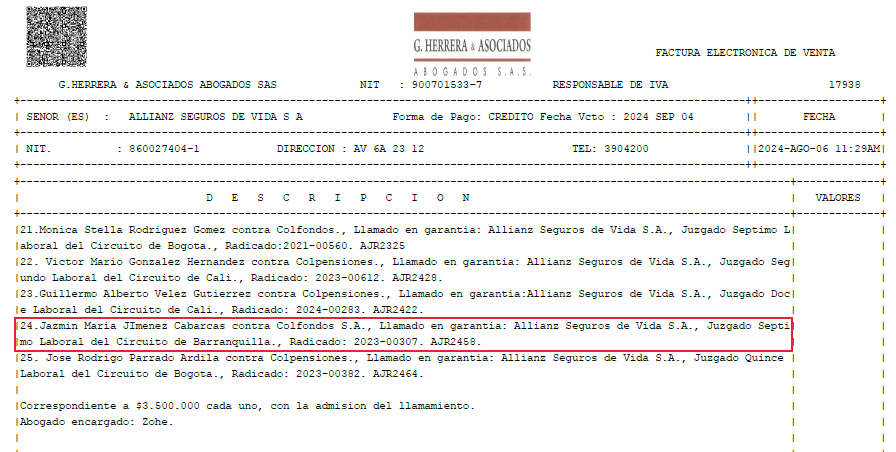 G. HERRERA & ASOCIADOS
ABOGADOS S.A.S.
FACTURA ELECTRONICA DE VENTA
G.HERRERA & ASOCIADOS ABOGADOS SAS NIT : 900701533-7 RESPONSABLE DE IVA 17938
SENOR (ES) : ALLIANZ SEGUROS DE VIDA S A Forma de Pago: CREDITO Fecha Vcto : 2024 SEP 04 FECHA
NIT. : 860027404-1 DIRECCION : AV 6A 23 12 TEL: 3904200 2024-AGO-06 11:29AM
D E S C R I P C I O N VALORES
21.Monica Stella Rodriguez Gomez contra Colfondos., Llamado en garantia: Allianz Seguros de Vida S.A., Juzgado Septimo L
aboral del Circuito de Bogota., Radicado:2021-00560. AJR2325
22. Victor Mario Gonzalez Hernandez contra Colpensiones., Llamado en garantia: Allianz Seguros de Vida S.A., Juzgado Seg
undo Laboral del Circuito de Cali., Radicado: 2023-00612. AJR2428.
23.Guillermo Alberto Velez Gutierrez contra Colpensiones., Llamado en garantia:Allianz Seguros de Vida S.A., Juzgado Doc
e Laboral del Circuito de Cali., Radicado: 2024-00283. AJR2422.
24.Jazmin Maria JImenez Cabarcas contra Colfondos S.A., Llamado en garantia: Allianz Seguros de Vida S.A., Juzgado Septi
mo Laboral del Circuito de Barranquilla., Radicado: 2023-00307. AJR2458.
25. Jose Rodrigo Parrado Ardila contra Colpensiones., Llamado en garantia: Allianz Seguros de Vida S.A., Juzgado Quince
Laboral del Circuito de Bogota., Radicado: 2023-00382. AJR2464.
Correspondiente a $3.500.000 cada uno, con la admision del llamamiento.
Abogado encargado: Zohe.